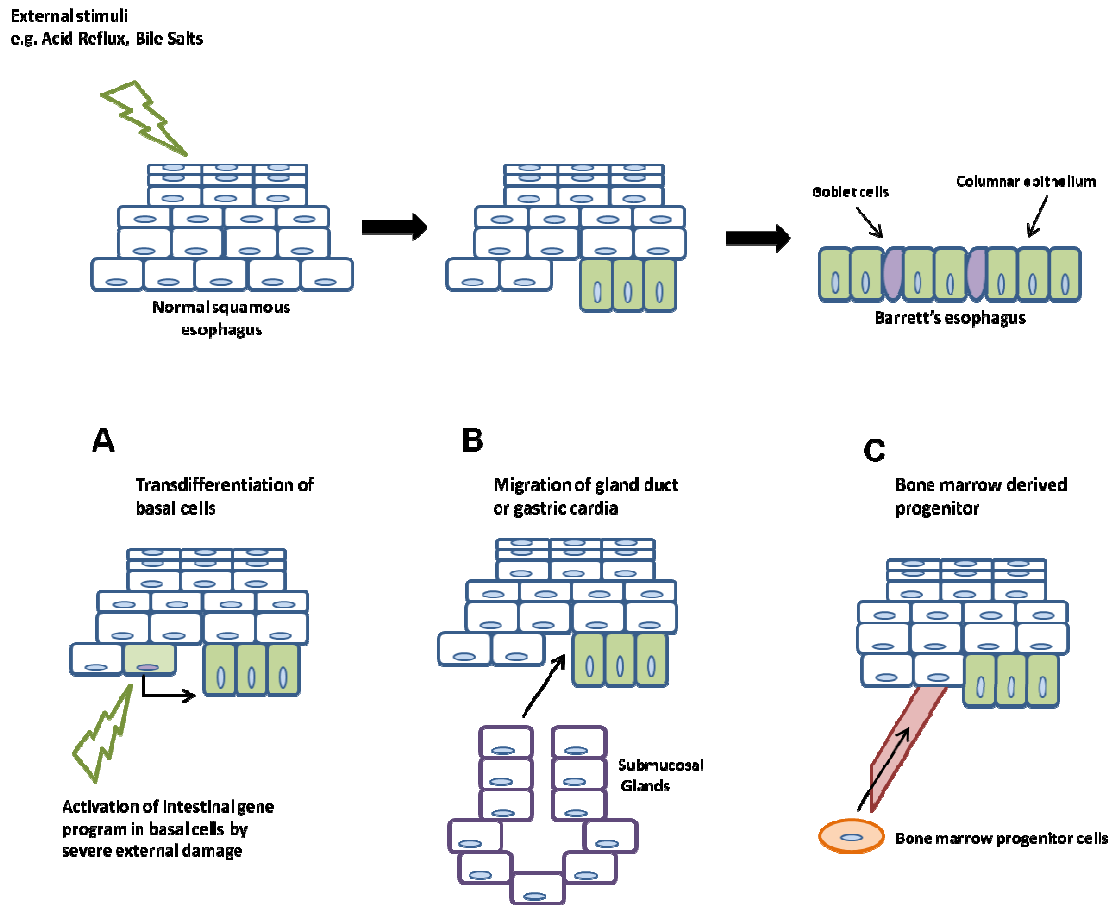 External stimuli
e.g. Acid Reflux, Bile Salts
Goblet cells
Columnar epithelium
Normal squamous
esophagus
Barrett's esophagus
A
Transdifferentiation of
basal cells
Activation of intestinal gene
program in basal cells by
severe external damage
B
Migration of gland duct
or gastric cardia
Submucosal
Glands
C
Bone marrow derived
progenitor
Bone marrow progenitor cells